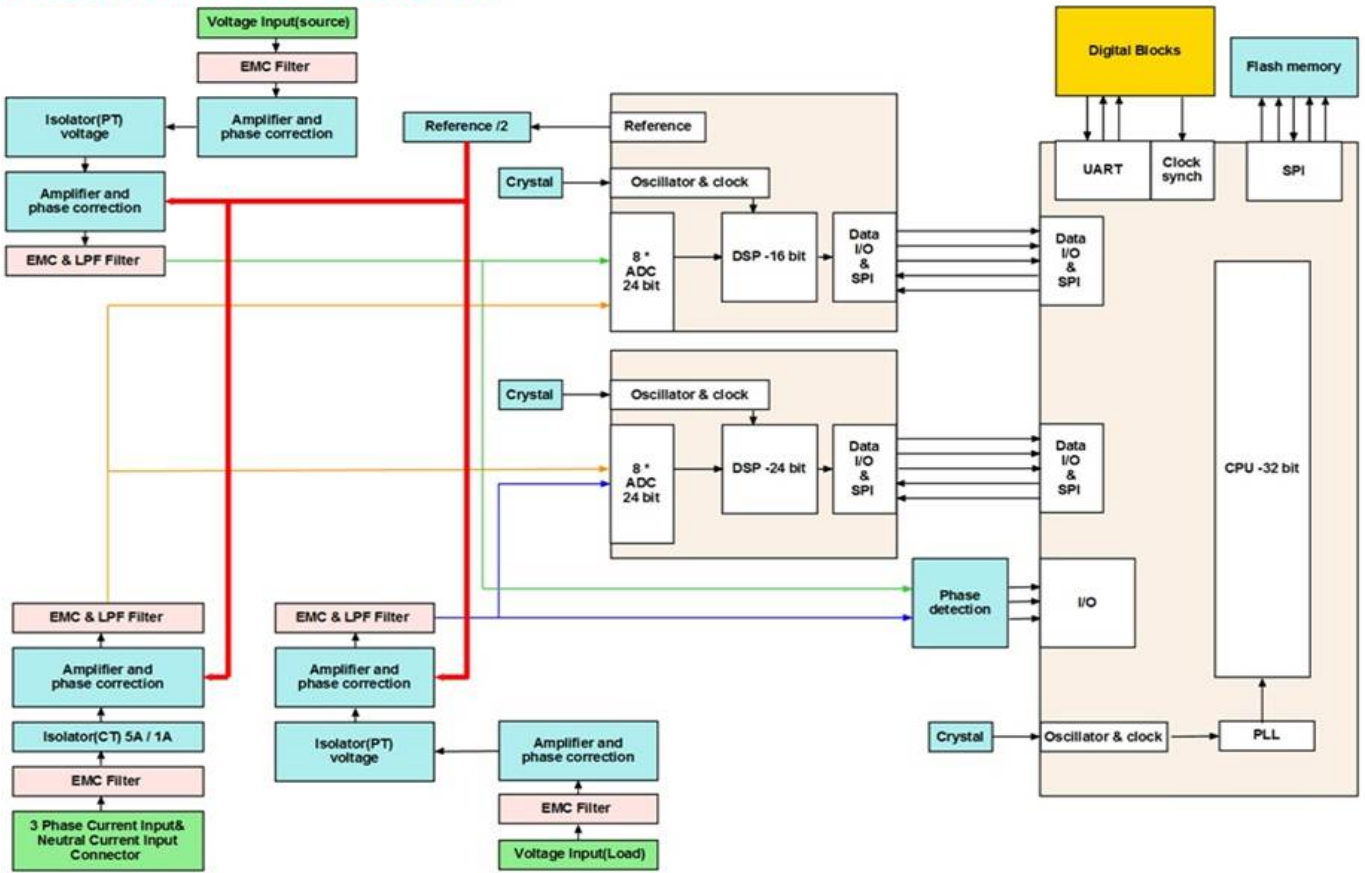 Voltage Input(source)
EMC Filter
Amplifier and
phase correction
Isolator(PT)
voltage
Amplifier and
phase correction
EMC & LPF Filter
Reference /2
Reference
Crystal
Oscillator & clock
8 *
ADC
24 bit
DSP -16 bit
Data
I/O
&
SPI
Crystal
Oscillator & clock
8 *
ADC
24 bit
DSP -24 bit
Data
I/O
&
SPI
Digital Blocks
Flash memory
UART
Clock
synch
SPI
Data
I/O
&
SPI
Data
I/O
&
SPI
CPU -32 bit
Phase
detection
I/O
Crystal
Oscillator & clock
PLL
EMC & LPF Filter
Amplifier and
phase correction
Isolator(CT) 5A / 1A
EMC Filter
3 Phase Current Input&
Neutral Current Input
Connector
EMC & LPF Filter
Amplifier and
phase correction
Isolator(PT)
voltage
Amplifier and
phase correction
EMC Filter
Voltage Input(Load)